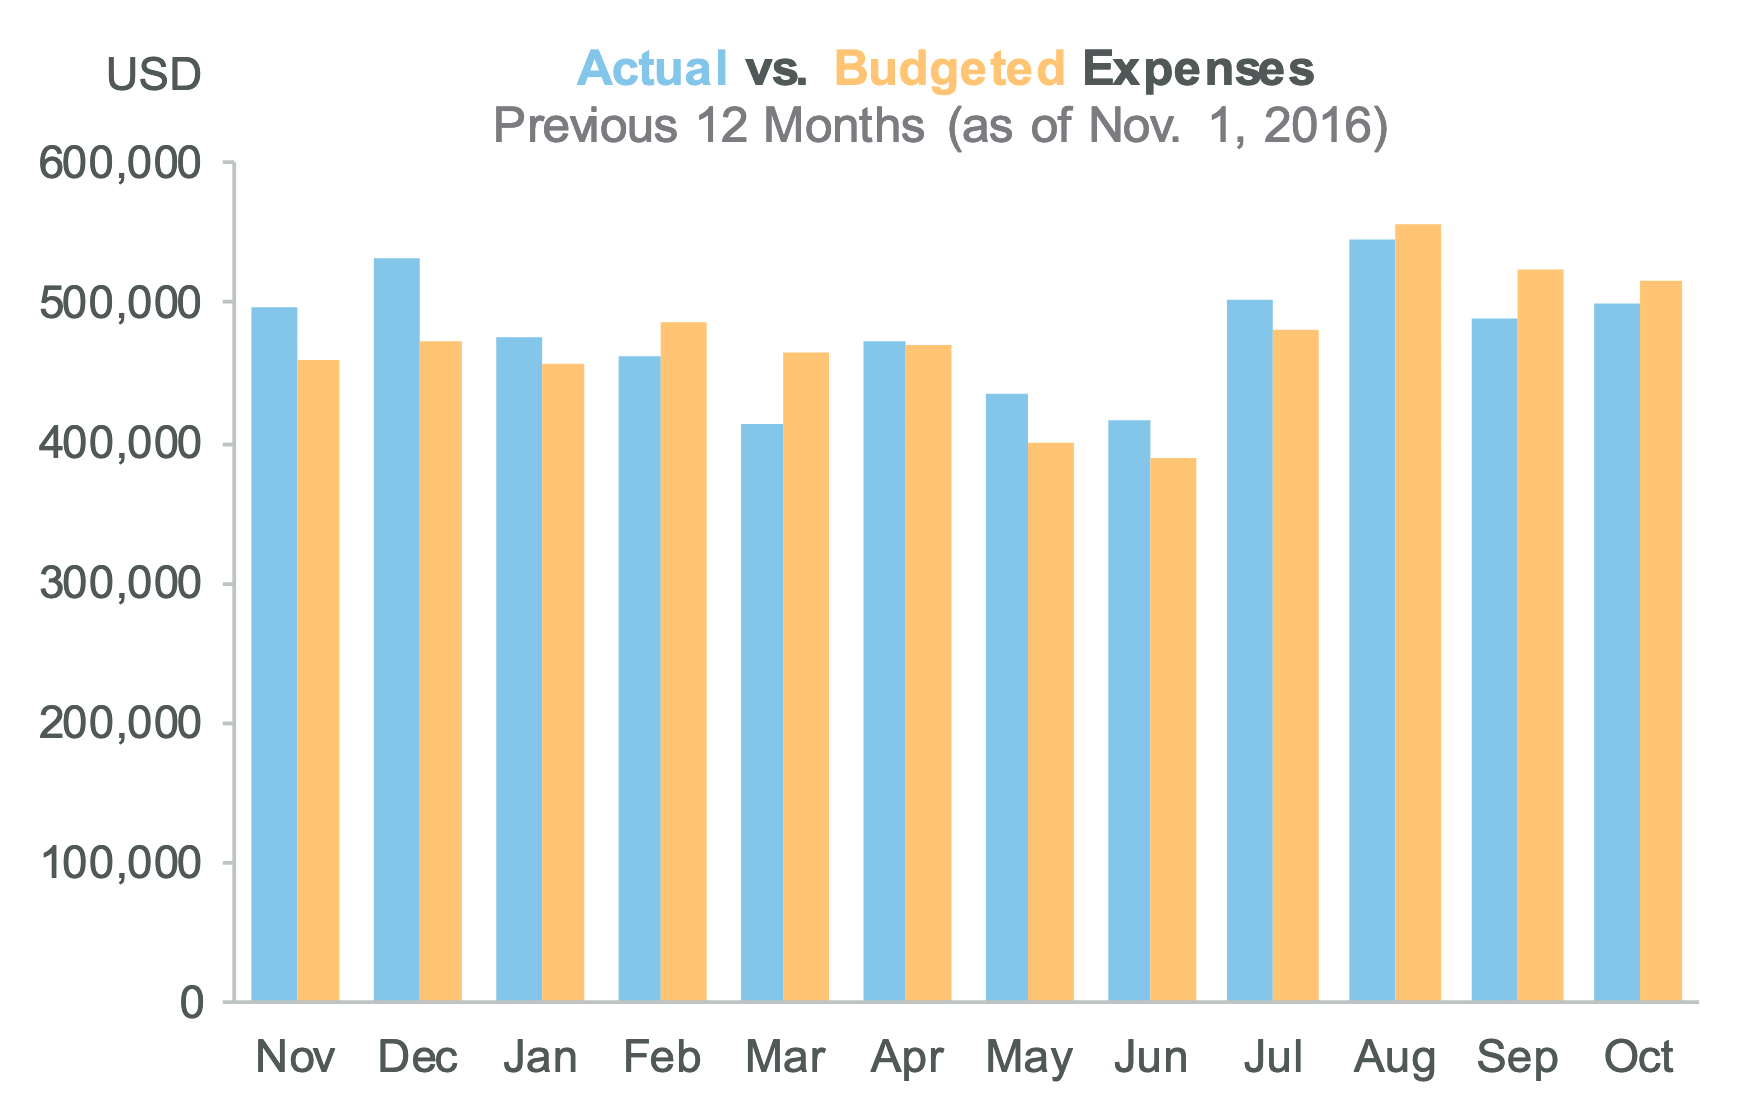 USD
Actual vs. Budgeted Expenses
Previous 12 Months (as of Nov. 1, 2016)
600,000
500,000
400,000
300,000
200,000
100,000
0
Nov Dec Jan Feb Mar Apr May Jun Jul Aug Sep Oct